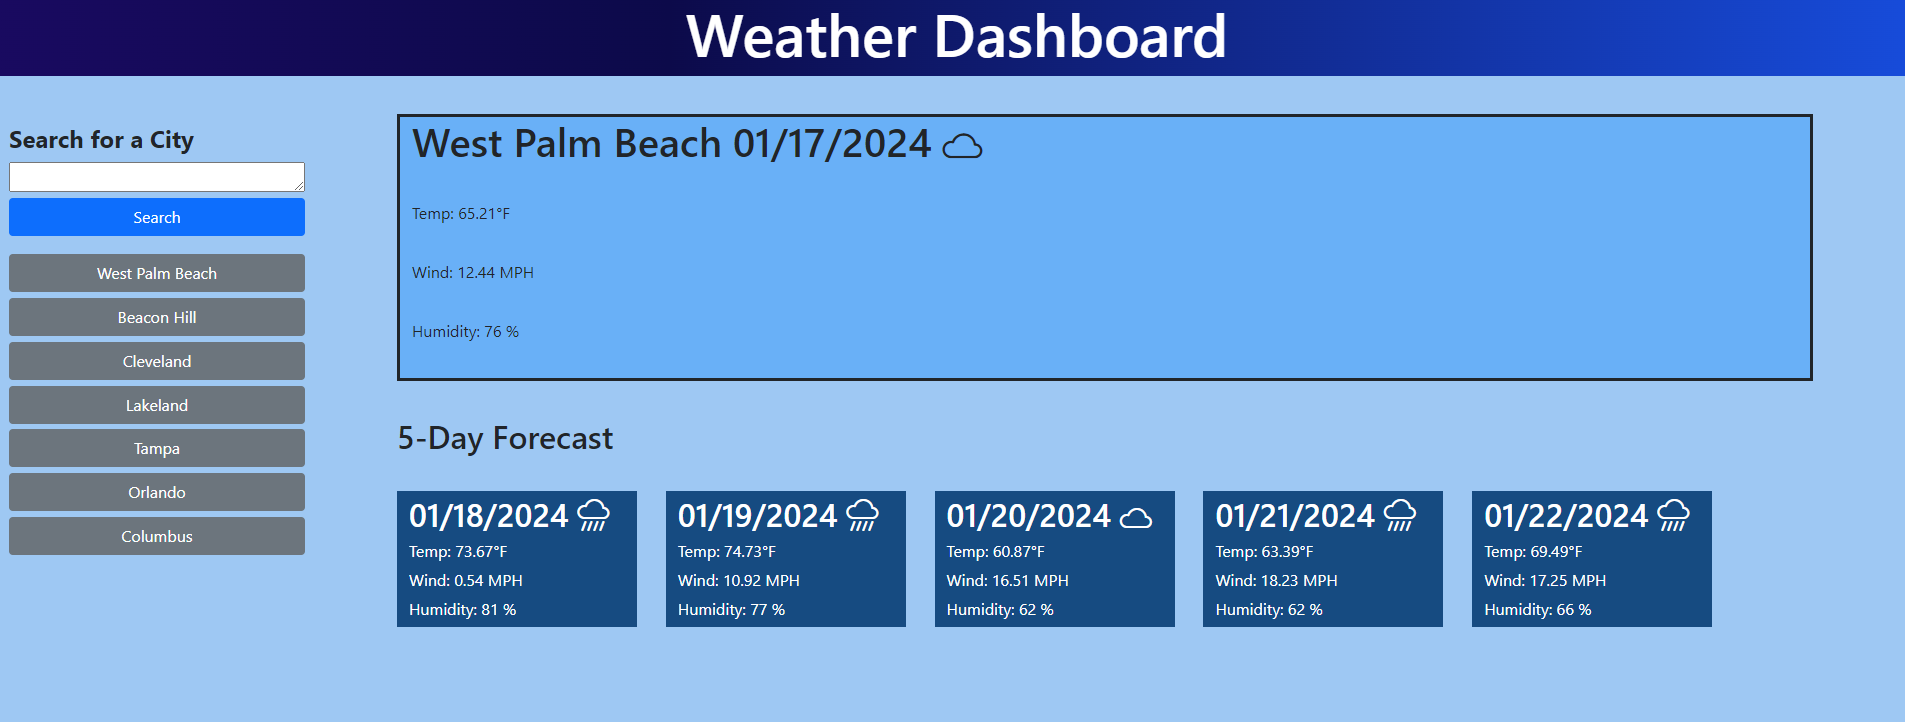 Weather Dashboard
Search for a City
Search
West Palm Beach
Beacon Hill
Cleveland
Lakeland
Tampa
Orlando
Columbus
West Palm Beach 01/17/2024
Temp: 65.21°F
Wind: 12.44 MPH
Humidity: 76 %
5-Day Forecast
01/18/2024
Temp: 73.67°F
Wind: 0.54 MPH
Humidity: 81 %
01/19/2024
Temp: 74.73°F
Wind: 10.92 MPH
Humidity: 77 %
01/20/2024
Temp: 60.87°F
Wind: 16.51 MPH
Humidity: 62 %
01/21/2024
Temp: 63.39°F
Wind: 18.23 MPH
Humidity: 62 %
01/22/2024
Temp: 69.49°F
Wind: 17.25 MPH
Humidity: 66 %